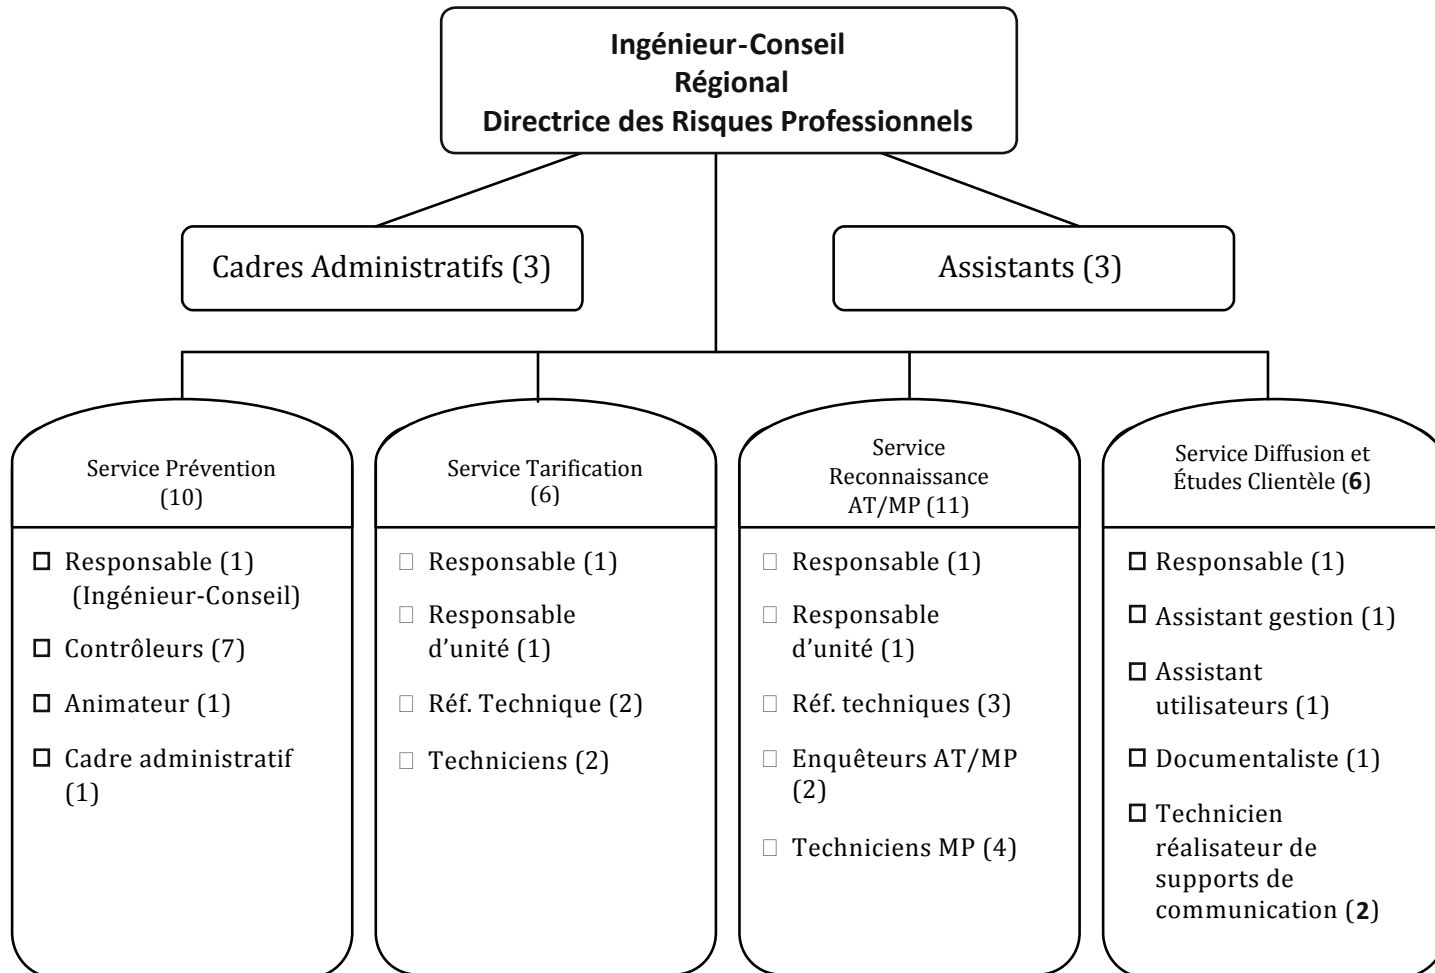 Ingénieur-Conseil
Régional
Directrice des Risques Professionnels
Cadres Administratifs (3)
Assistants (3)
Service Prévention
(10)
☐ Responsable (1)
(Ingénieur-Conseil)
☐ Contrôleurs (7)
☐ Animateur (1)
☐ Cadre administratif
(1)
Service Tarification
(6)
☐ Responsable (1)
☐ Responsable
d’unité (1)
☐ Réf. Technique (2)
☐ Techniciens (2)
Service
Reconnaissance
AT/MP (11)
☐ Responsable (1)
☐ Responsable
d’unité (1)
☐ Réf. techniques (3)
☐ Enquêteurs AT/MP
(2)
☐ Techniciens MP (4)
Service Diffusion et
Études Clientèle (6)
☐ Responsable (1)
☐ Assistant gestion (1)
☐ Assistant
utilisateurs (1)
☐ Documentaliste (1)
☐ Technicien
réalisateur de
supports de
communication (2)